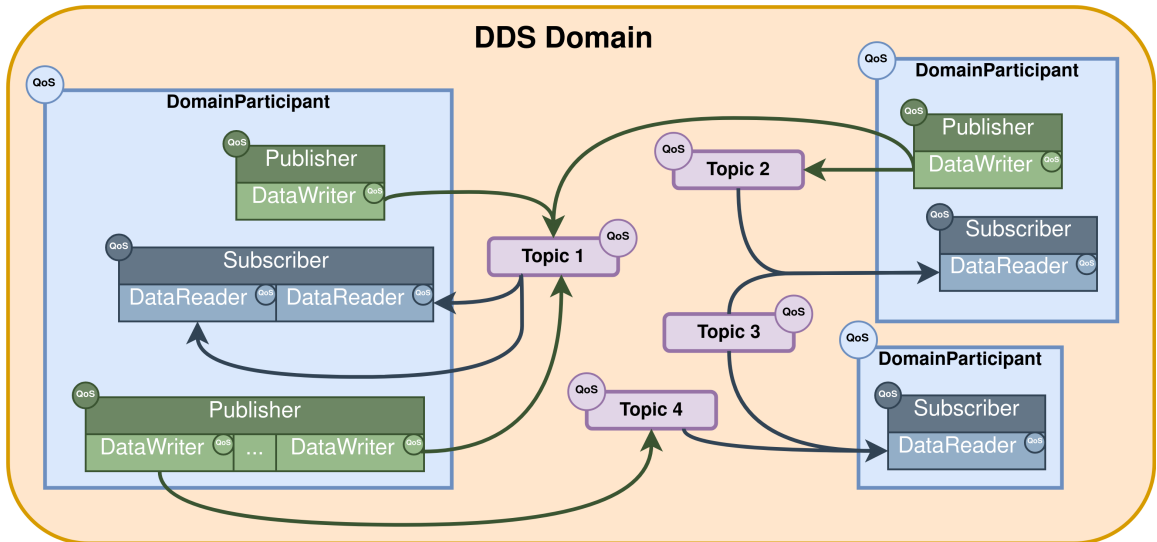 DDS Domain
QoS
DomainParticipant
QoS
Publisher
DataWriter
QoS
QoS
Subscriber
DataReader
QoS
DataReader
QoS
QoS
Publisher
DataWriter
QoS
...
DataWriter
QoS
Topic 1
QoS
QoS
Topic 2
Topic 3
QoS
QoS
Topic 4
QoS
DomainParticipant
QoS
Publisher
DataWriter
QoS
QoS
Subscriber
DataReader
QoS
QoS
DomainParticipant
QoS
Subscriber
DataReader
QoS